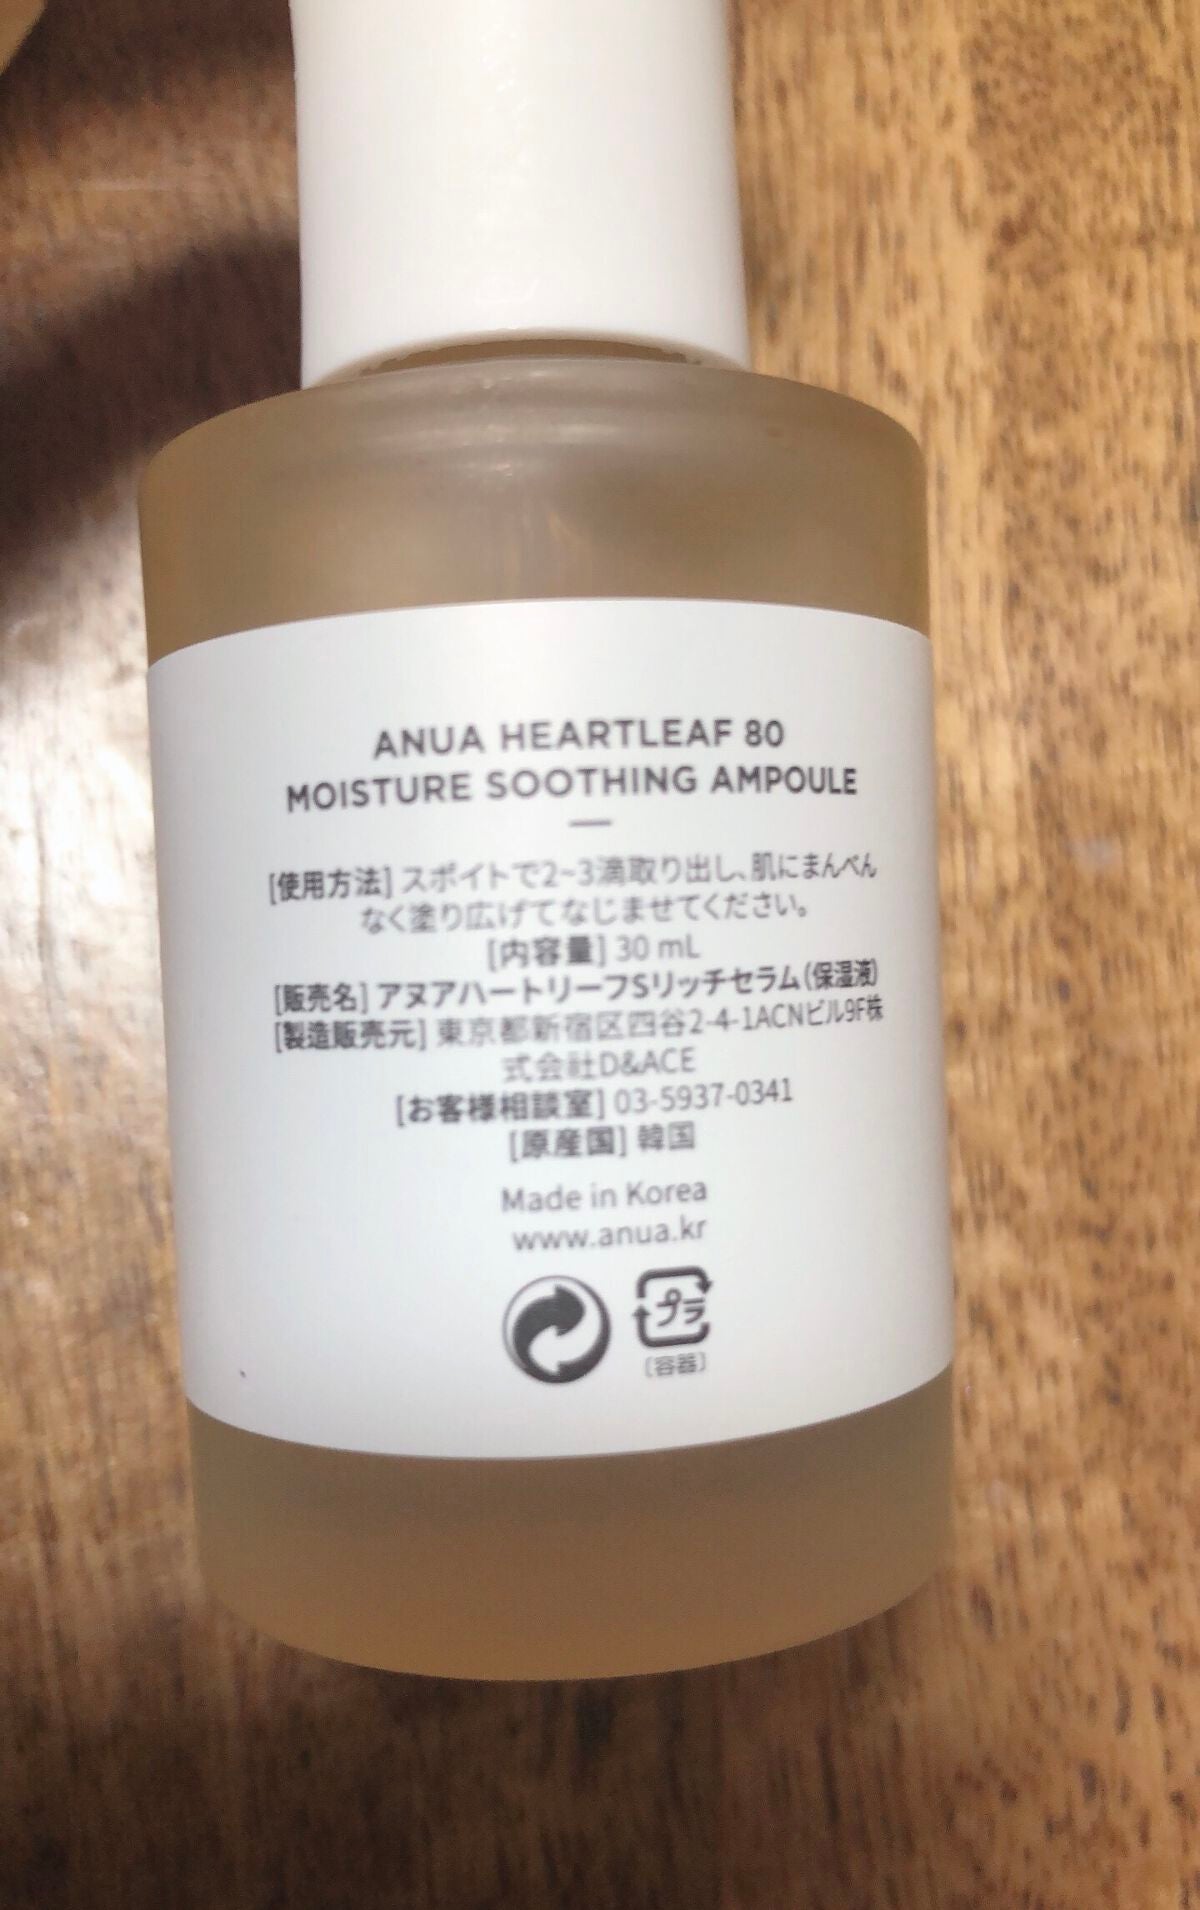 ANUA HEARTLEAF 80
MOISTURE SOOTHING AMPOULE
[使用方法] スポイトで2~3滴取り出し、肌にまんべん
なく塗り広げてなじませてください。
[内容量] 30 mL
[販売名] アヌアハートリーフSリッチセラム（保湿液）
[製造販売元] 東京都新宿区四谷2-4-1ACNビル9F株
式会社D&ACE
[お客様相談室] 03-5937-0341
[原産国] 韓国
Made in Korea
www.anua.kr
プラ
（容器）